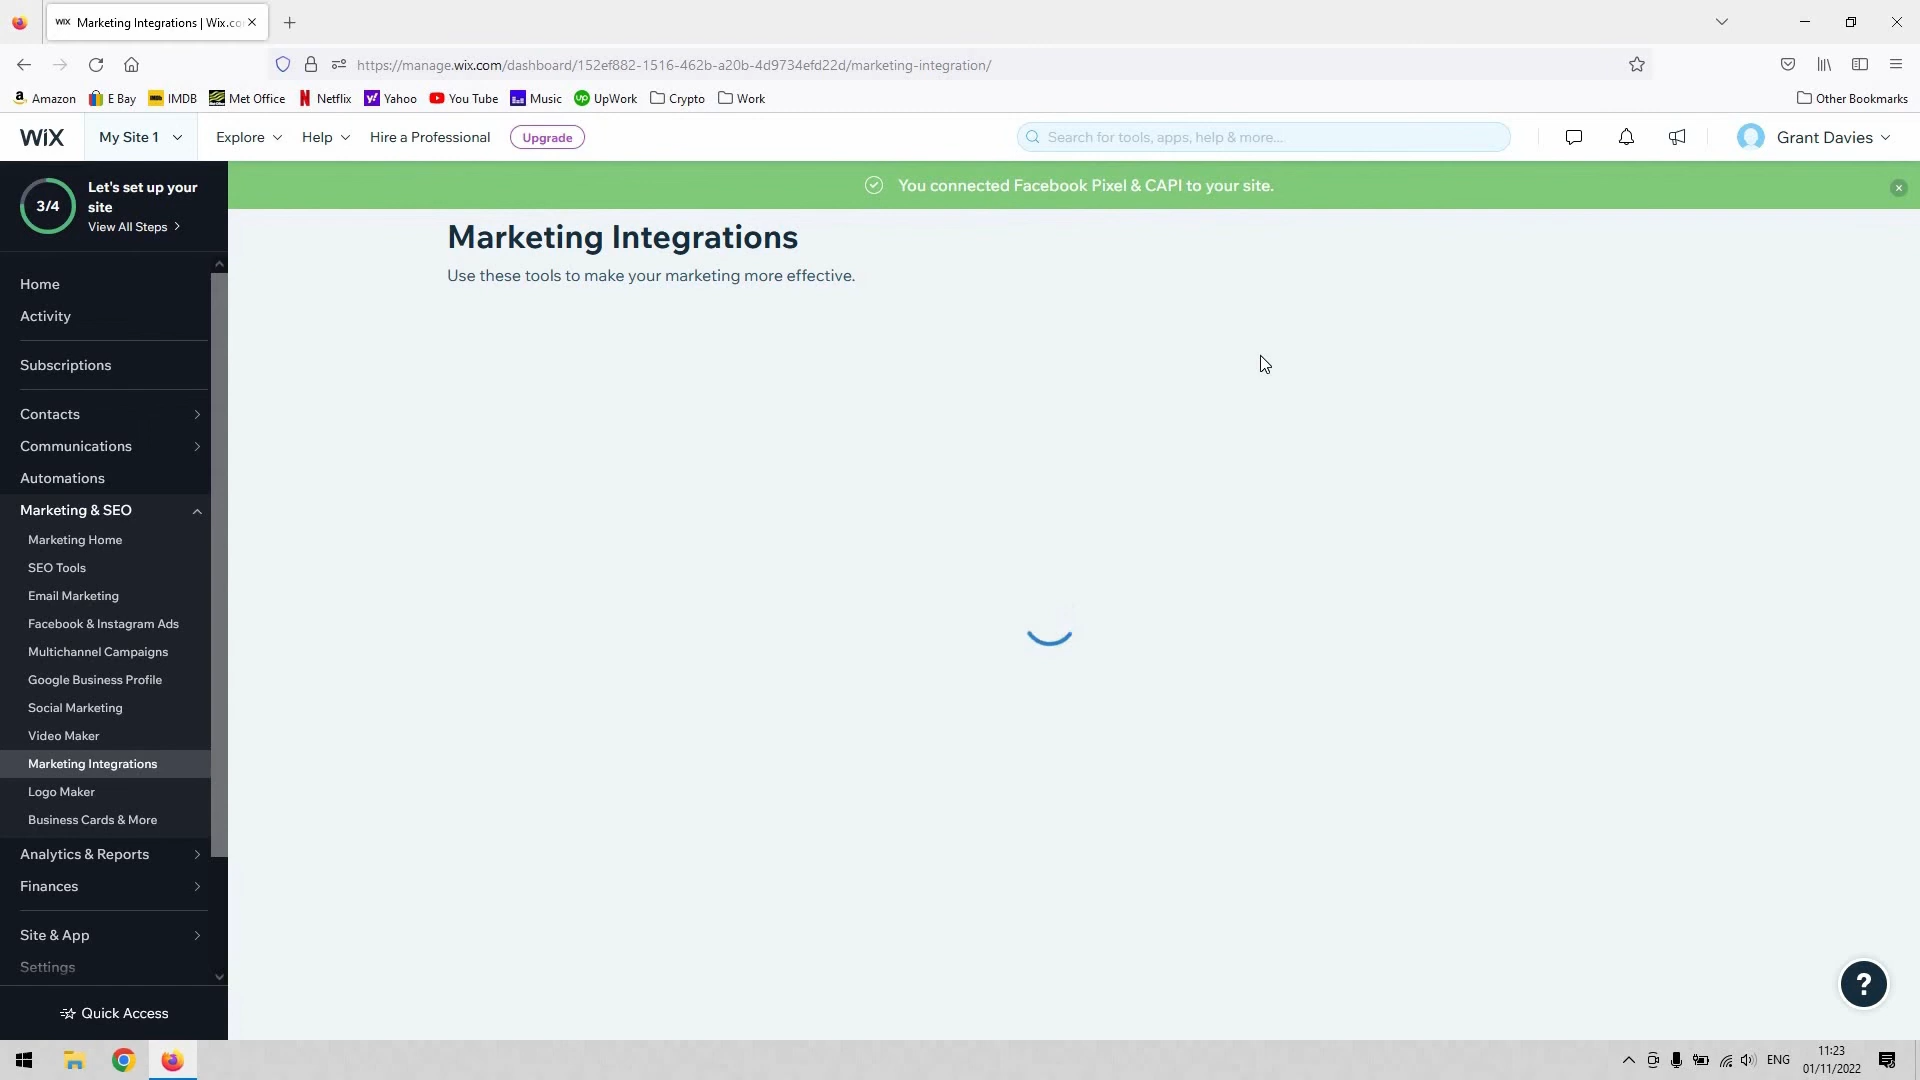 WIX Marketing Integrations | Wix.co
https://manage.wix.com/dashboard/152ef882-1516-462b-a20b-4d9734efd22d/marketing-integration/
Amazon E Bay IMDB Met Office Netflix Yahoo You Tube Music UpWork Crypto Work Other Bookmarks
WiX My Site 1 Explore Help Hire a Professional Upgrade Search for tools, apps, help & more... Grant Davies
3/4
Let's set up your
site
View All Steps
You connected Facebook Pixel & CAPI to your site.
Marketing Integrations
Use these tools to make your marketing more effective.
Home
Activity
Subscriptions
Contacts
Communications
Automations
Marketing & SEO
Marketing Home
SEO Tools
Email Marketing
Facebook & Instagram Ads
Multichannel Campaigns
Google Business Profile
Social Marketing
Video Maker
Marketing Integrations
Logo Maker
Business Cards & More
Analytics & Reports
Finances
Site & App
Settings
Quick Access
?
ENG
11:23
01/11/2022